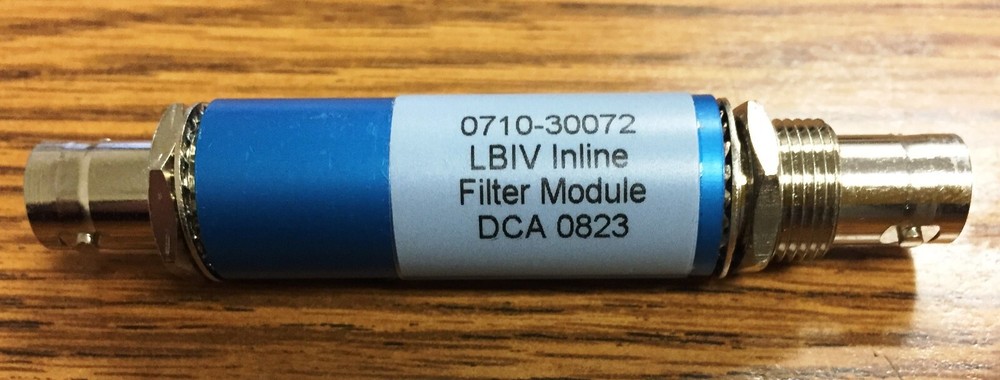 0710-30072
LBIV Inline
Filter Module
DCA 0823